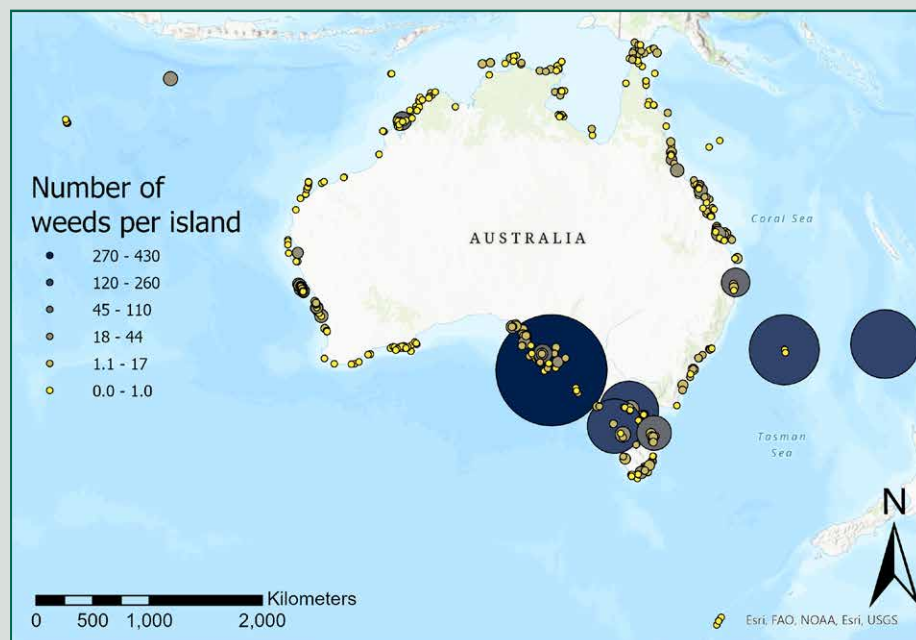 Number of
weeds per island
270 - 430
120 - 260
45 - 110
18 - 44
1.1 - 17
0.0 - 1.0
AUSTRALIA
Coral Sea
Tasman
Sea
N
Kilometers
0 500 1,000 2,000
Esri, FAO, NOAA, Esri, USGS